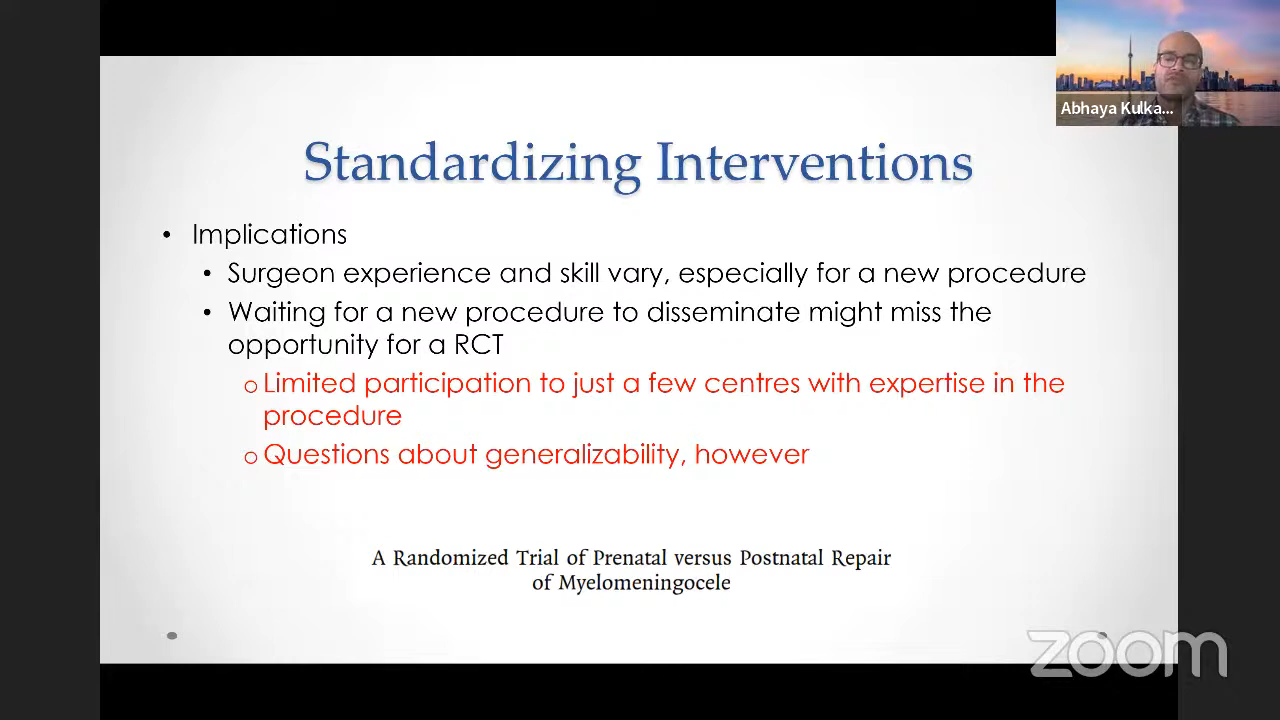 Abhaya Kulka...
Standardizing Interventions
• Implications
• Surgeon experience and skill vary, especially for a new procedure
• Waiting for a new procedure to disseminate might miss the
opportunity for a RCT
o Limited participation to just a few centres with expertise in the
procedure
o Questions about generalizability, however
A Randomized Trial of Prenatal versus Postnatal Repair
of Myelomeningocele
zoom